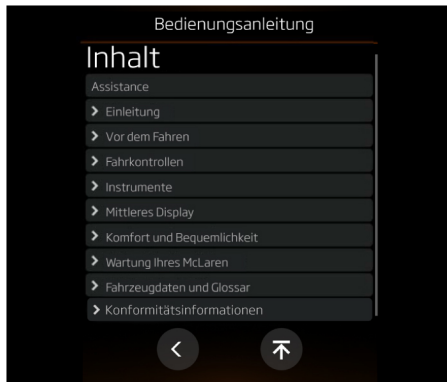 Bedienungsanleitung
Inhalt
Assistance
Einleitung
Vor dem Fahren
Fahrkontrollen
Instrumente
Mittleres Display
Komfort und Bequemlichkeit
Wartung Ihres McLaren
Fahrzeugdaten und Glossar
Konformitätsinformationen